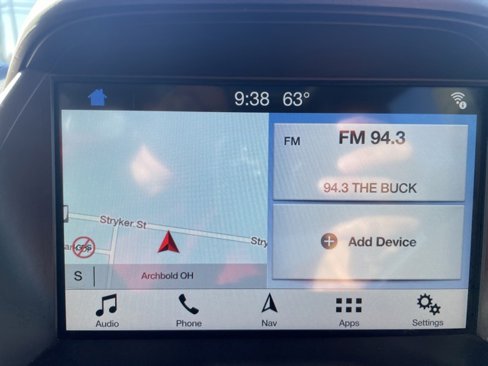 9:38 63°
FM FM 94.3
94.3 THE BUCK
Stryker St
Stry
Add Device
S
Archbold OH
Audio Phone Nav Apps Settings